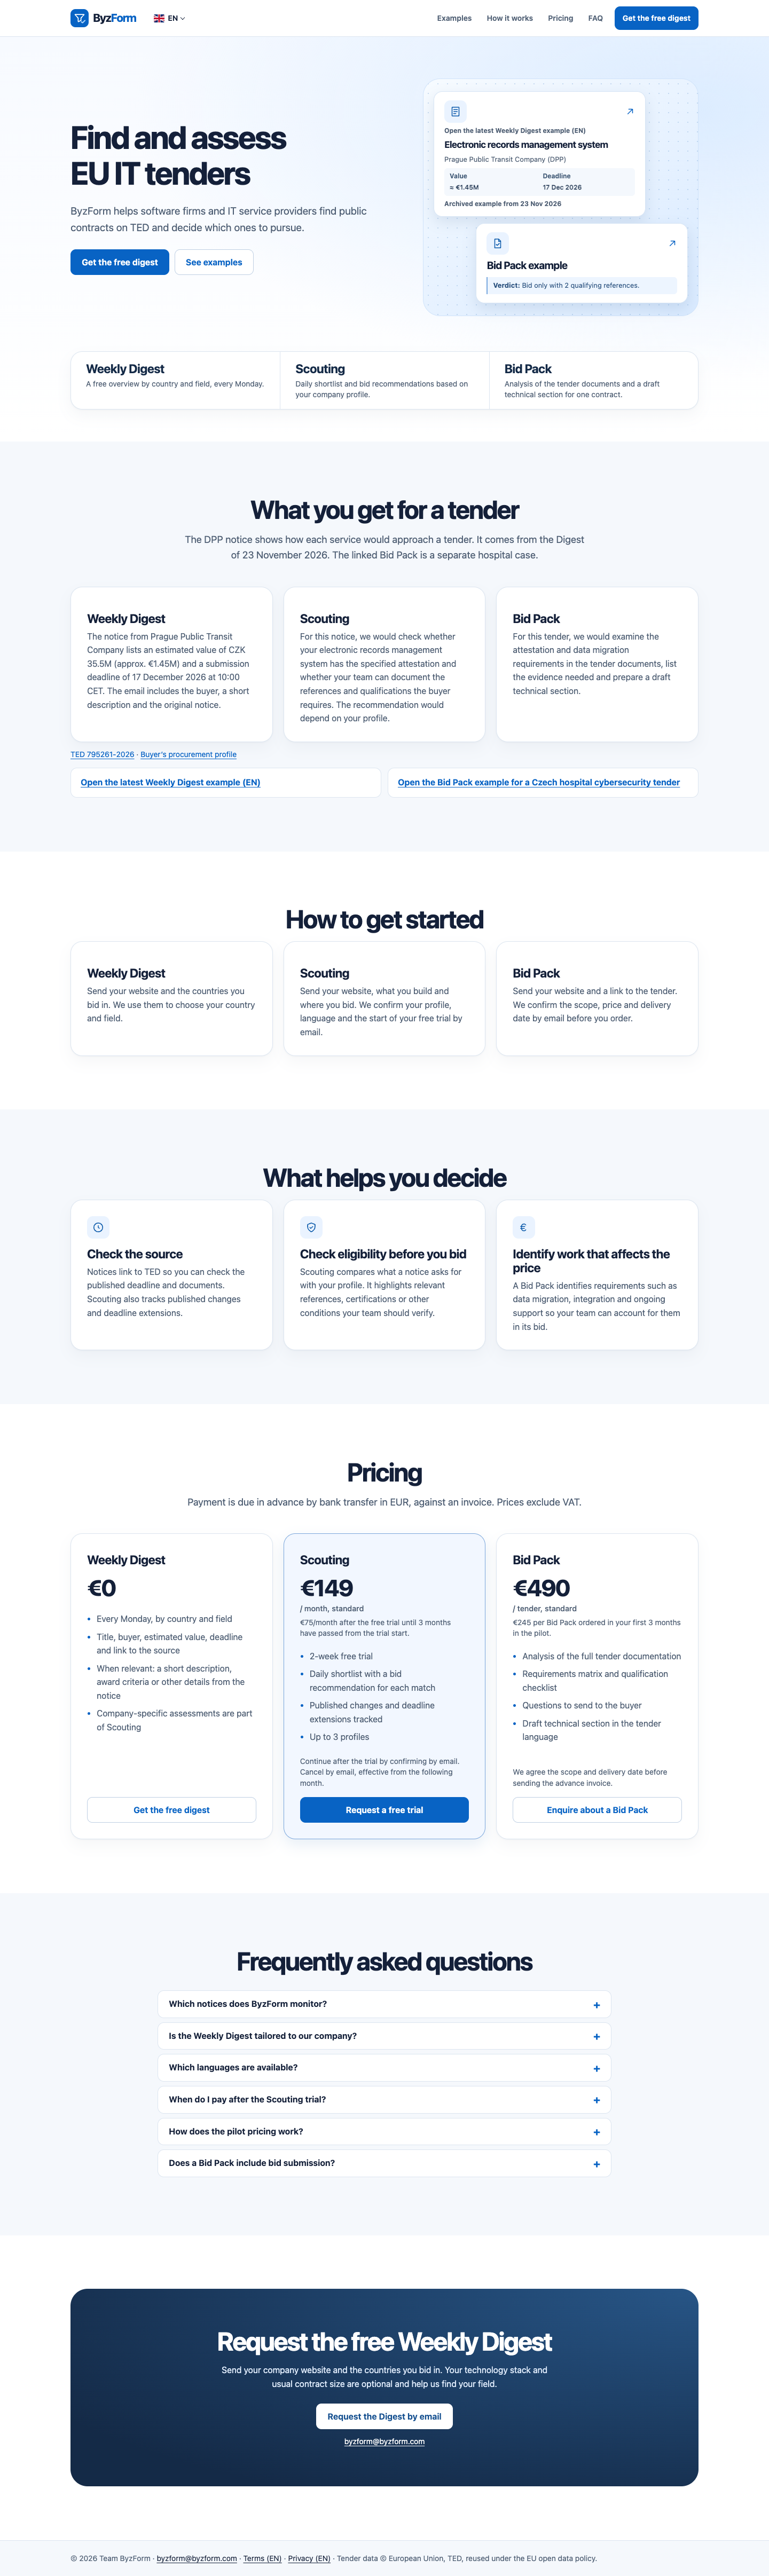 ByzForm
EN
Examples
How it works
Pricing
FAQ
Get the free digest
Find and assess
EU IT tenders
ByzForm helps software firms and IT service providers find public
contracts on TED and decide which ones to pursue.
Get the free digest
See examples
Open the latest Weekly Digest example (EN)
Electronic records management system
Prague Public Transit Company (DPP)
Value
Deadline
≈ €1.45M
17 Dec 2026
Archived example from 23 Nov 2026
Bid Pack example
Verdict: Bid only with 2 qualifying references.
Weekly Digest
A free overview by country and field, every Monday.
Scouting
Daily shortlist and bid recommendations based on
your company profile.
Bid Pack
Analysis of the tender documents and a draft
technical section for one contract.
What you get for a tender
The DPP notice shows how each service would approach a tender. It comes from the Digest
of 23 November 2026. The linked Bid Pack is a separate hospital case.
Weekly Digest
The notice from Prague Public Transit
Company lists an estimated value of CZK
35.5M (approx. €1.45M) and a submission
deadline of 17 December 2026 at 10:00
CET. The email includes the buyer, a short
description and the original notice.
Scouting
For this notice, we would check whether
your electronic records management
system has the specified attestation and
whether your team can document the
references and qualifications the buyer
requires. The recommendation would
depend on your profile.
Bid Pack
For this tender, we would examine the
attestation and data migration
requirements in the tender documents, list
the evidence needed and prepare a draft
technical section.
TED 795261-2026 · Buyer's procurement profile
Open the latest Weekly Digest example (EN)
Open the Bid Pack example for a Czech hospital cybersecurity tender
How to get started
Weekly Digest
Send your website and the countries you
bid in. We use them to choose your country
and field.
Scouting
Send your website, what you build and
where you bid. We confirm your profile,
language and the start of your free trial by
email.
Bid Pack
Send your website and a link to the tender.
We confirm the scope, price and delivery
date by email before you order.
What helps you decide
Check the source
Notices link to TED so you can check the
published deadline and documents.
Scouting also tracks published changes
and deadline extensions.
Check eligibility before you bid
Scouting compares what a notice asks for
with your profile. It highlights relevant
references, certifications or other
conditions your team should verify.
€
Identify work that affects the
price
A Bid Pack identifies requirements such as
data migration, integration and ongoing
support so your team can account for them
in its bid.
Pricing
Payment is due in advance by bank transfer in EUR, against an invoice. Prices exclude VAT.
Weekly Digest
€0
• Every Monday, by country and field
• Title, buyer, estimated value, deadline
and link to the source
• When relevant: a short description,
award criteria or other details from the
notice
• Company-specific assessments are part
of Scouting
Get the free digest
Scouting
€149
/ month, standard
€75/month after the free trial until 3 months
have passed from the trial start.
• 2-week free trial
• Daily shortlist with a bid
recommendation for each match
• Published changes and deadline
extensions tracked
• Up to 3 profiles
Continue after the trial by confirming by email.
Cancel by email, effective from the following
month.
Request a free trial
Bid Pack
€490
/ tender, standard
€245 per Bid Pack ordered in your first 3 months
in the pilot.
• Analysis of the full tender documentation
• Requirements matrix and qualification
checklist
• Questions to send to the buyer
• Draft technical section in the tender
language
We agree the scope and delivery date before
sending the advance invoice.
Enquire about a Bid Pack
Frequently asked questions
Which notices does ByzForm monitor? +
Is the Weekly Digest tailored to our company? +
Which languages are available? +
When do I pay after the Scouting trial? +
How does the pilot pricing work? +
Does a Bid Pack include bid submission? +
Request the free Weekly Digest
Send your company website and the countries you bid in. Your technology stack and
usual contract size are optional and help us find your field.
Request the Digest by email
byzform@byzform.com
© 2026 Team ByzForm · byzform@byzform.com · Terms (EN) · Privacy (EN) · Tender data © European Union, TED, reused under the EU open data policy.